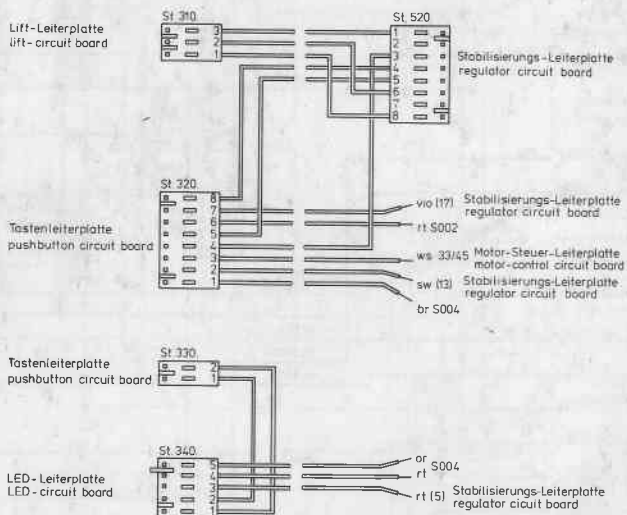 St 310
Lift-Leiterplatte
lift-circuit board
3
2
1
St. 520
1
2
3
4
5
6
7
8
Stabilisierungs-Leiterplatte
regulator circuit board
St 320
Tastenleiterplatte
pushbutton circuit board
8
7
6
5
4
3
2
1
vio (17) Stabilisierungs-Leiterplatte
regulator circuit board
rt S002
ws 33/45 Motor-Steuer-Leiterplatte
motor-control circuit board
sw (13) Stabilisierungs-Leiterplatte
regulator circuit board
br S004
St 330
Tastenleiterplatte
pushbutton circuit board
2
1
St. 340
LED-Leiterplatte
LED-circuit board
5
4
3
2
1
or
rt S004
rt (5) Stabilisierungs-Leiterplatte
regulator cicuit board